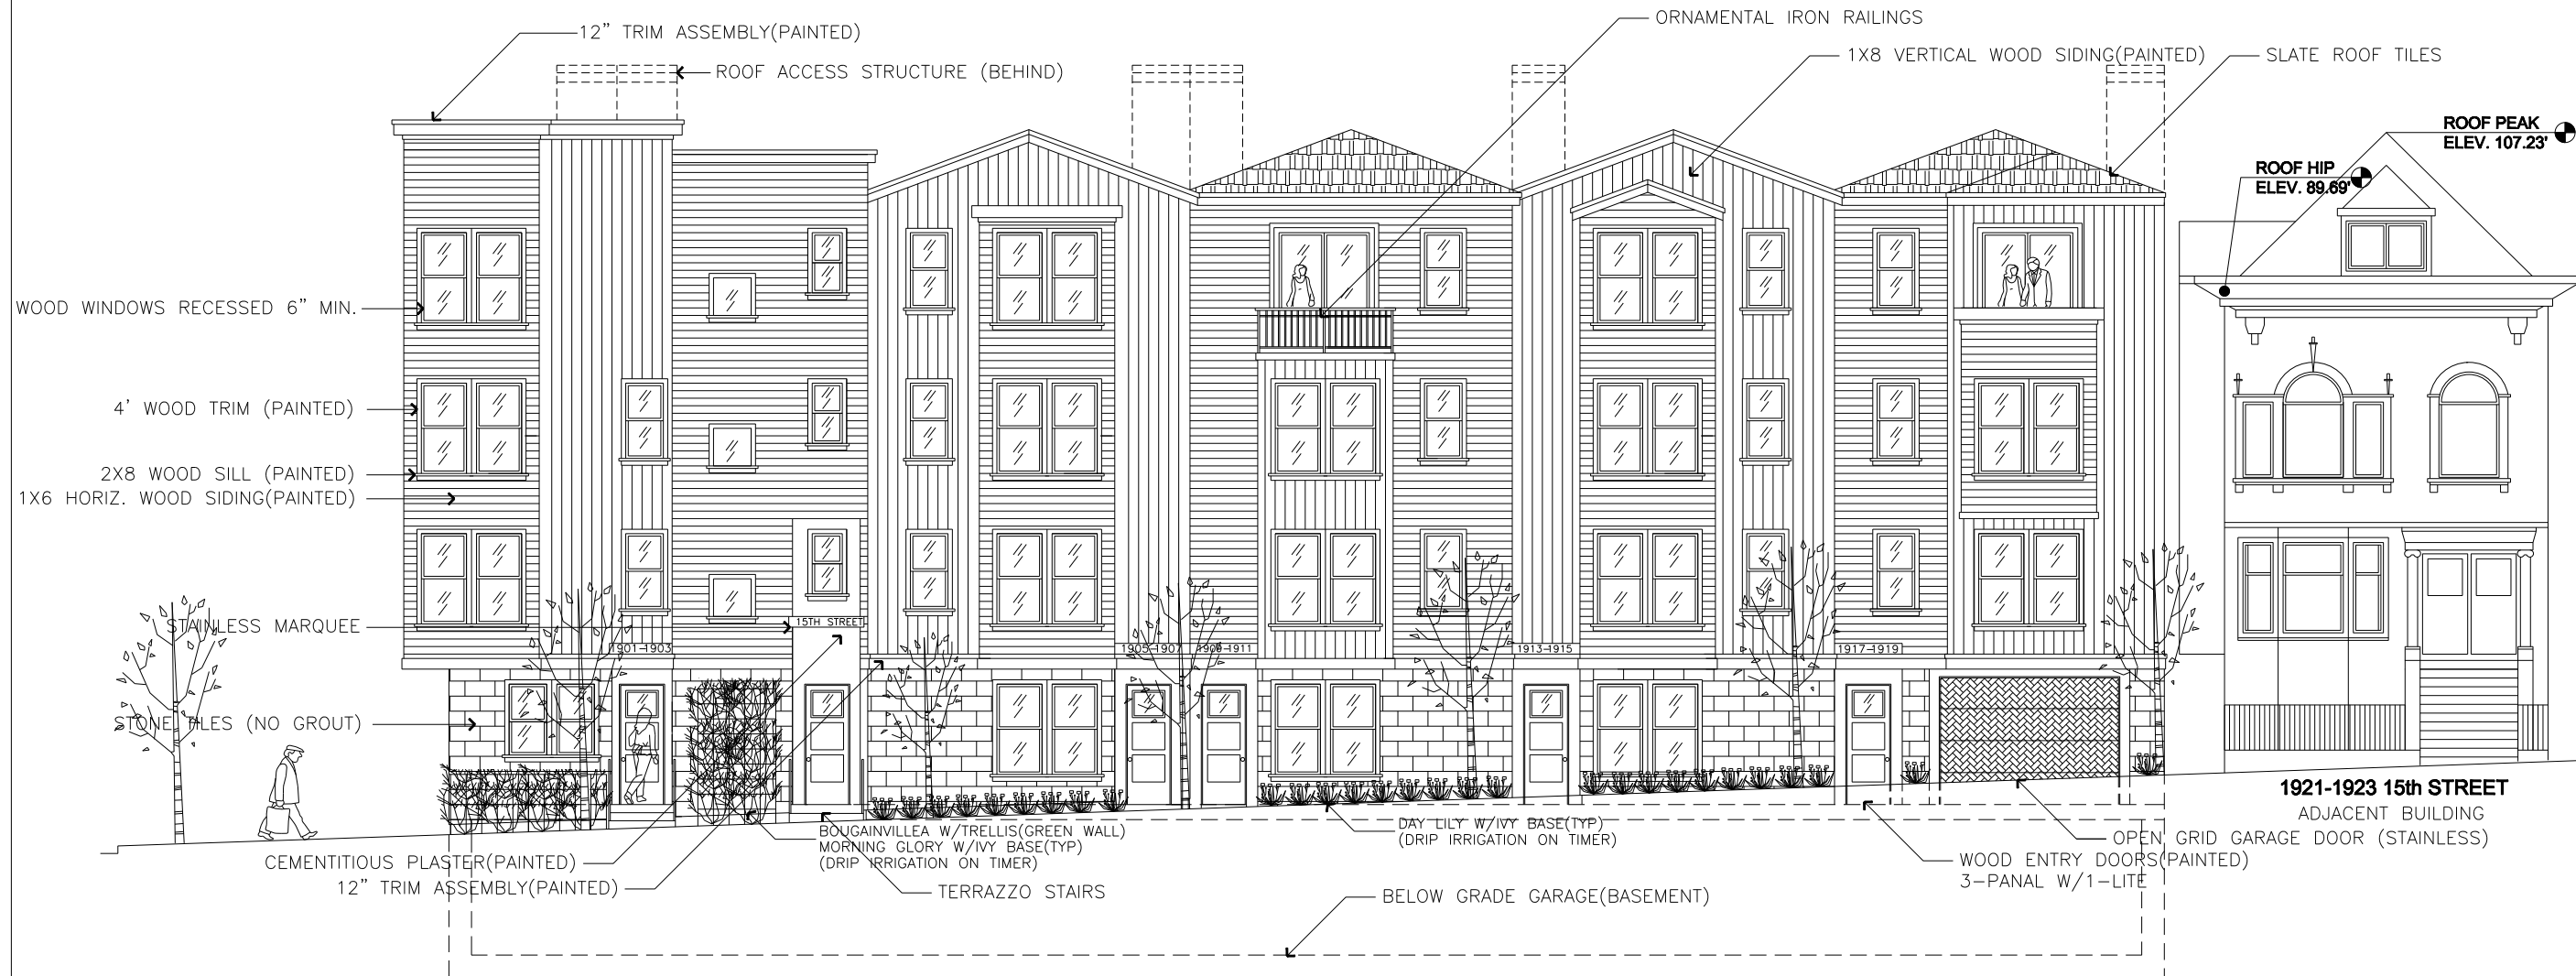 ORNAMENTAL IRON RAILINGS
12" TRIM ASSEMBLY(PAINTED)
1X8 VERTICAL WOOD SIDING(PAINTED)
SLATE ROOF TILES
ROOF ACCESS STRUCTURE (BEHIND)
ROOF PEAK
ELEV. 107.23'
ROOF HIP
ELEV. 89.69'
WOOD WINDOWS RECESSED 6" MIN.
4' WOOD TRIM (PAINTED)
2X8 WOOD SILL (PAINTED)
1X6 HORIZ. WOOD SIDING(PAINTED)
STAINLESS MARQUEE
15TH STREET
1901-1903
1905-1907
1909-1911
1913-1915
1917-1919
STONE TILES (NO GROUT)
1921-1923 15th STREET
ADJACENT BUILDING
BOUGAINVILLEA W/TRELLIS(GREEN WALL)
MORNING GLORY W/IVY BASE(TYP)
(DRIP IRRIGATION ON TIMER)
DAY LILY W/IVY BASE(TYP)
(DRIP IRRIGATION ON TIMER)
OPEN GRID GARAGE DOOR (STAINLESS)
CEMENTITIOUS PLASTER(PAINTED)
WOOD ENTRY DOORS(PAINTED)
3-PANAL W/1-LITE
12" TRIM ASSEMBLY(PAINTED)
TERRAZZO STAIRS
BELOW GRADE GARAGE(BASEMENT)